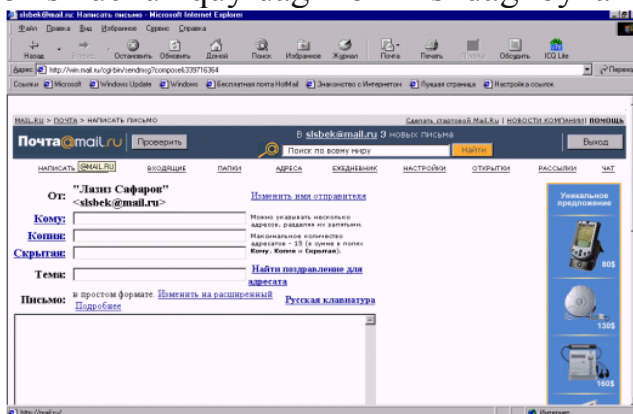 slsbek@mail.ru: Написать письмо - Microsoft Internet Explorer
Файл Правка Вид Избранное Сервис Справка
Назад Вперед Остановить Обновить Домой Поиск Избранное Журнал Почта Печать Правка Обсудить ICQ Lite
Адрес http://win.mail.ru/cgi-bin/sendmsg?compose&339716364
Ссылки Microsoft Windows Update Windows Бесплатная почта HotMail Знакомство с Интернетом Лучшая страница Настройка ссылок
MAIL.RU > ПОЧТА > НАПИСАТЬ ПИСЬМО Сделать стартовой Mail.Ru | НОВОСТИ КОМПАНИИ | ПОМОЩЬ
Почта@mail.ru Проверить В slsbek@mail.ru 3 новых письма Выход
Поиск по всему миру Найти
НАПИСАТЬ @MAIL.RU ВХОДЯЩИЕ ПАПКИ АДРЕСА ЕЖЕДНЕВНИК НАСТРОЙКИ ОТКРЫТКИ РАССЫЛКИ ЧАТ
От: "Лазиз Сафаров" Изменить имя отправителя
<slsbek@mail.ru>
Кому: Можно указывать несколько
адресов, разделяя их запятыми.
Копия: Максимальное количество
адресатов - 15 (в сумме в полях
Скрытая: Кому, Копия и Скрытая).
Тема: Найти поздравление для
адресата
Письмо: в простом формате. Изменить на расширенный Русская клавиатура
Подробнее
Уникальное
предложение
80$
130$
160$
http://mail.ru/ Интернет